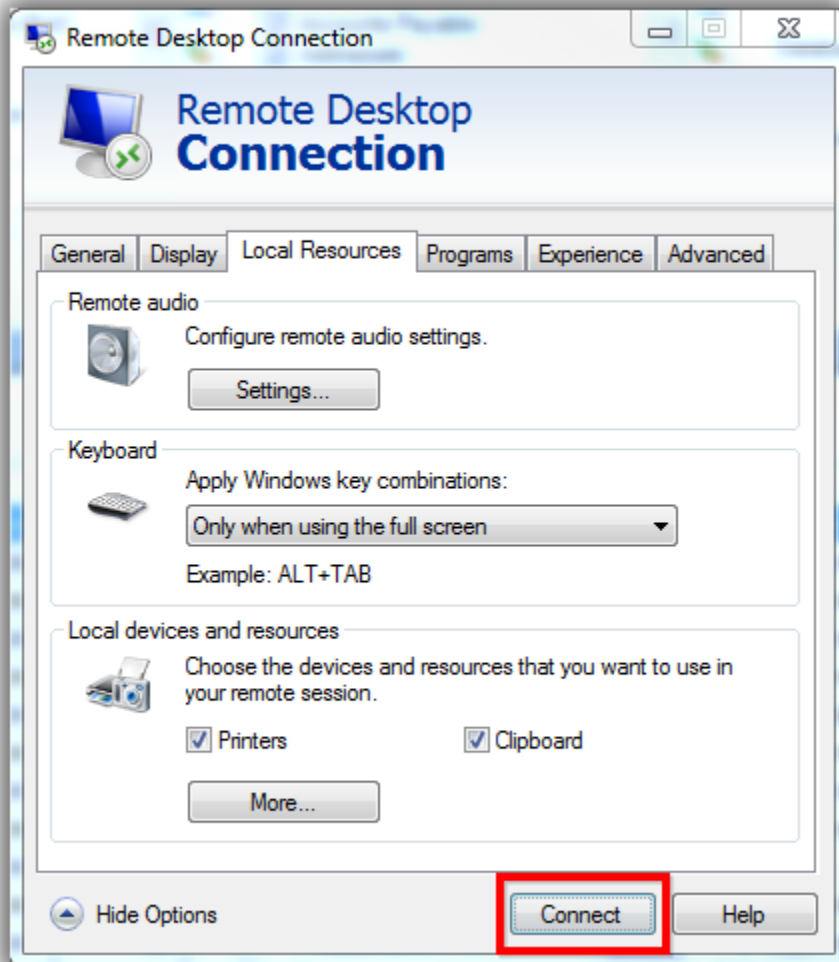 Remote Desktop Connection
Remote Desktop
Connection
General Display Local Resources Programs Experience Advanced
Remote audio
Configure remote audio settings.
Settings...
Keyboard
Apply Windows key combinations:
Only when using the full screen
Example: ALT+TAB
Local devices and resources
Choose the devices and resources that you want to use in
your remote session.
Printers Clipboard
More...
Hide Options Connect Help